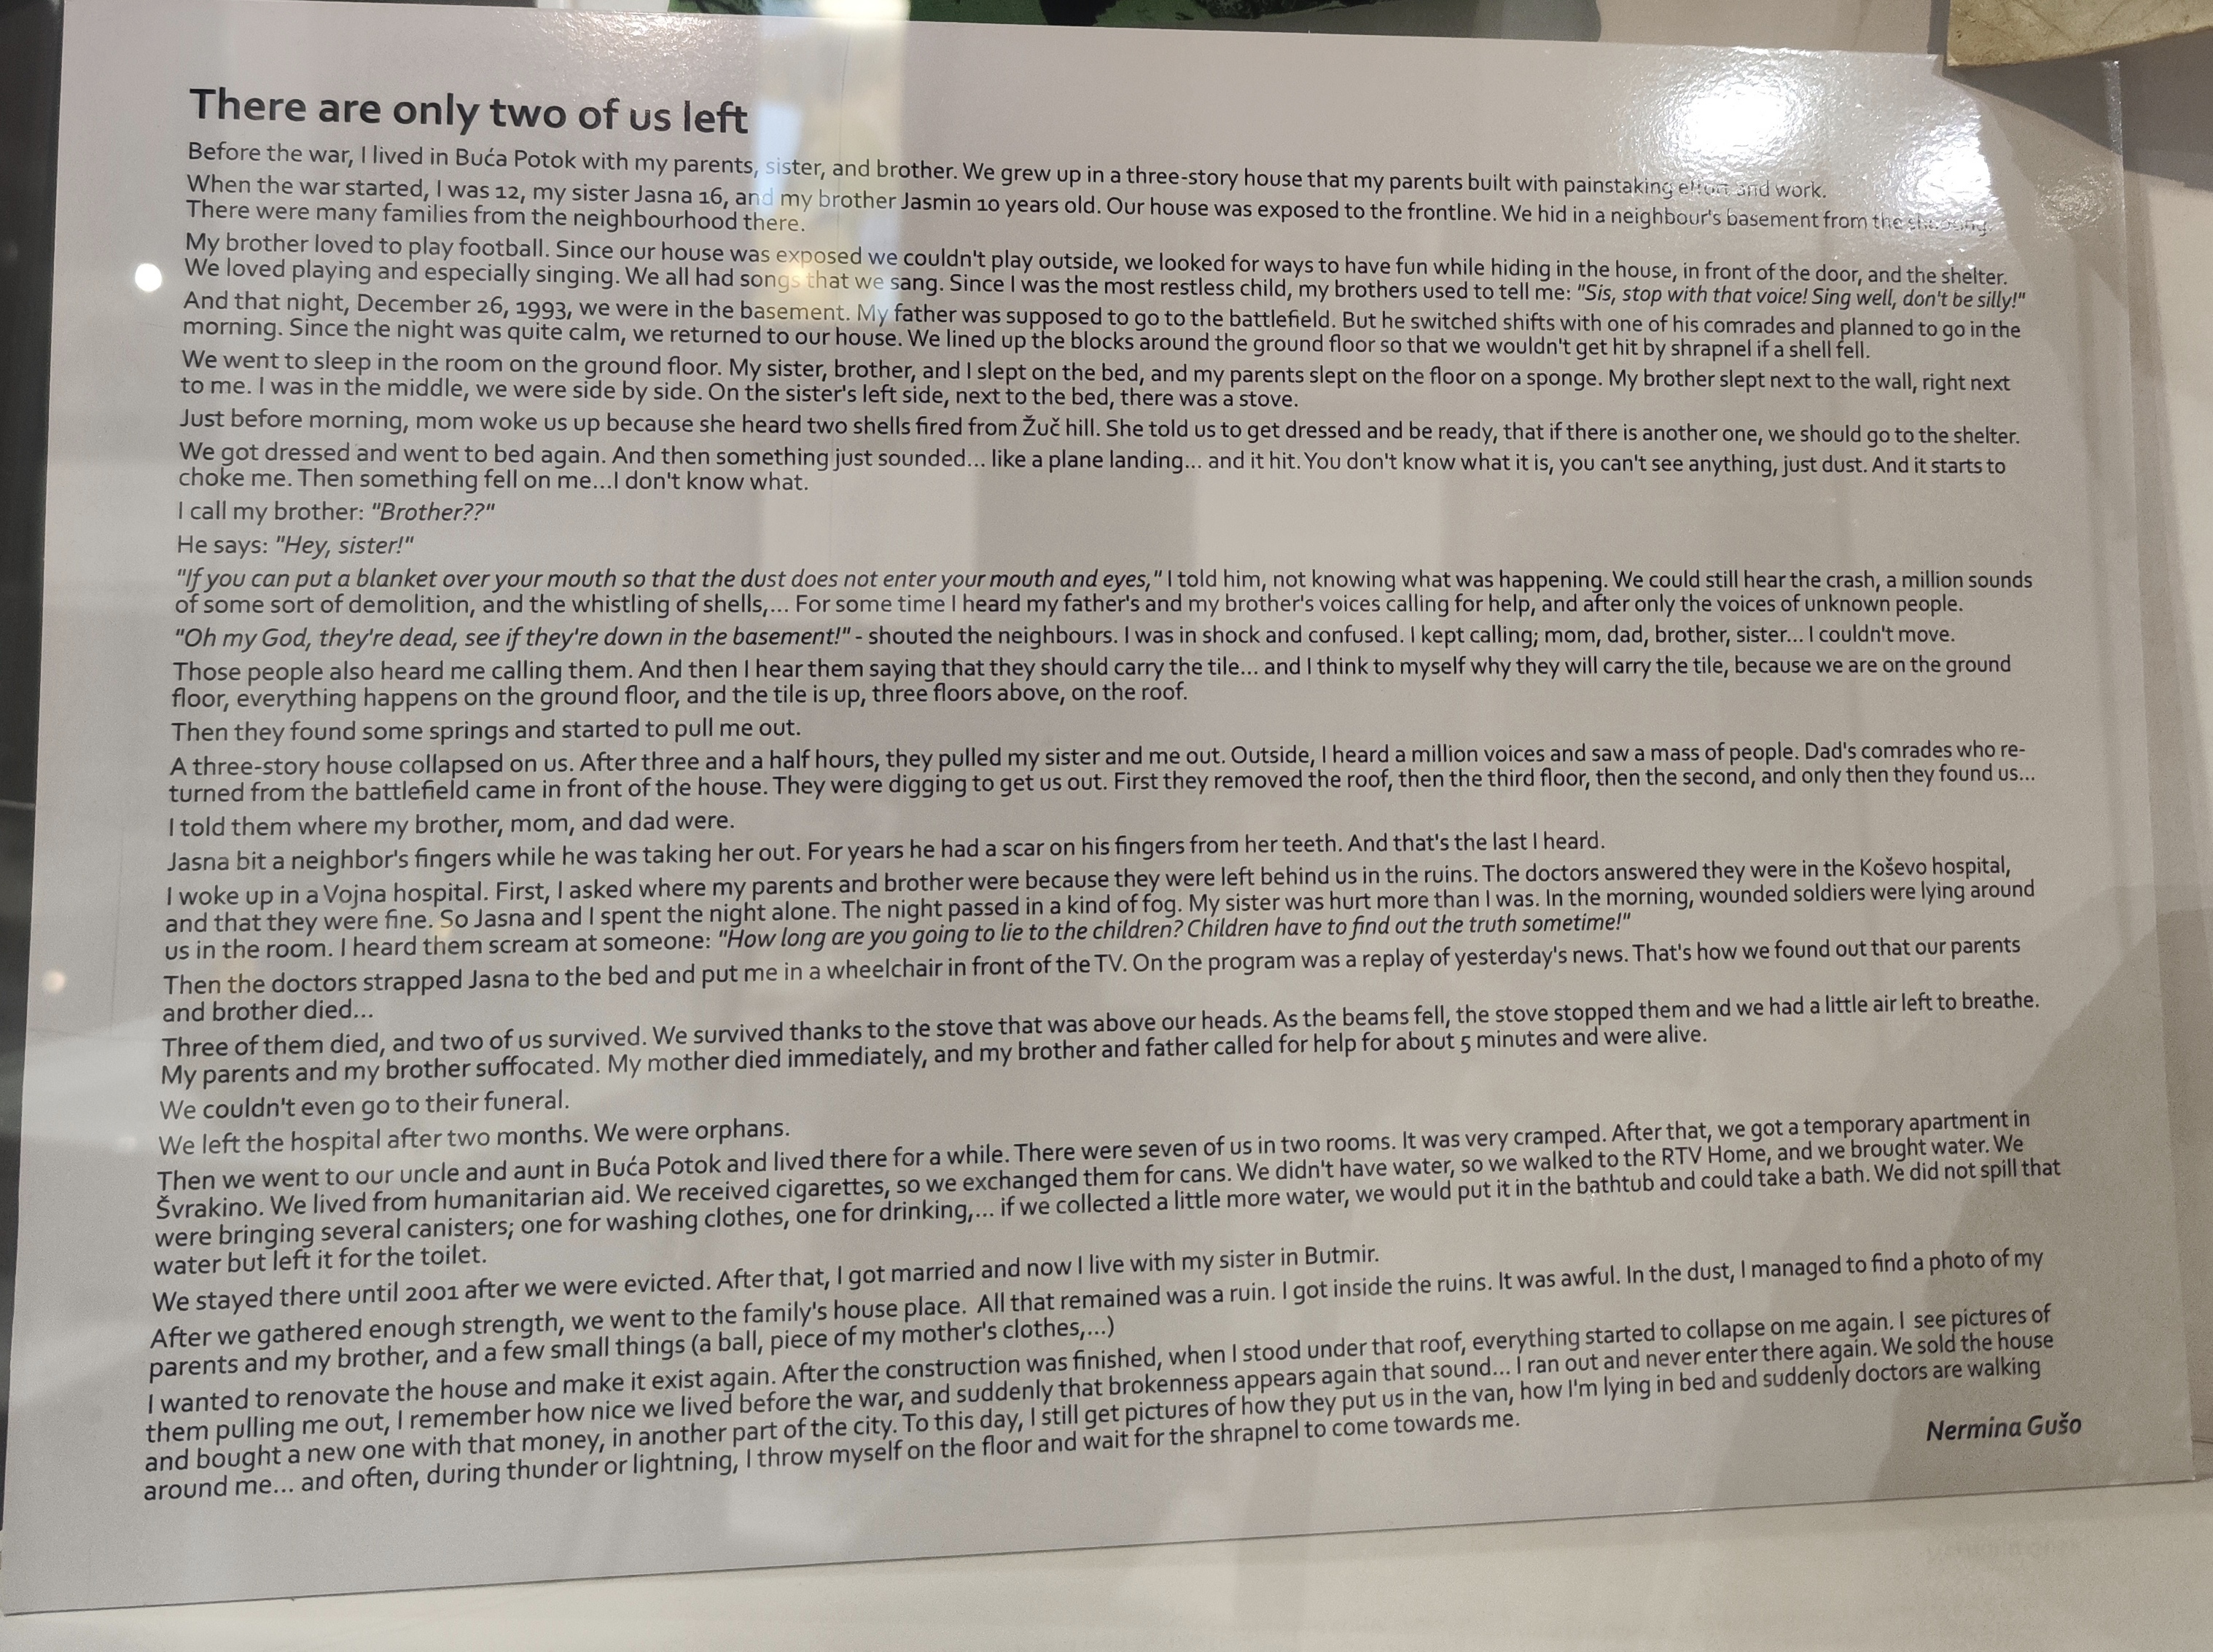 There are only two of us left
Before the war, I lived in Buća Potok with my parents, sister, and brother. We grew up in a three-story house that my parents built with painstaking effort and work.
When the war started, I was 12, my sister Jasna 16, and my brother Jasmin 10 years old. Our house was exposed to the frontline. We hid in a neighbour's basement from the
There were many families from the neighbourhood there.
My brother loved to play football. Since our house was exposed we couldn't play outside, we looked for ways to have fun while hiding in the house, in front of the door, and the shelter.
We loved playing and especially singing. We all had songs that we sang. Since I was the most restless child, my brothers used to tell me: "Sis, stop with that voice! Sing well, don't be silly!"
And that night, December 26, 1993, we were in the basement. My father was supposed to go to the battlefield. But he switched shifts with one of his comrades and planned to go in the
morning. Since the night was quite calm, we returned to our house. We lined up the blocks around the ground floor so that we wouldn't get hit by shrapnel if a shell fell.
We went to sleep in the room on the ground floor. My sister, brother, and I slept on the bed, and my parents slept on the floor on a sponge. My brother slept next to the wall, right next
to me. I was in the middle, we were side by side. On the sister's left side, next to the bed, there was a stove.
Just before morning, mom woke us up because she heard two shells fired from Žuč hill. She told us to get dressed and be ready, that if there is another one, we should go to the shelter.
We got dressed and went to bed again. And then something just sounded... like a plane landing... and it hit. You don't know what it is, you can't see anything, just dust. And it starts to
choke me. Then something fell on me...I don't know what.
I call my brother: "Brother??"
He says: "Hey, sister!"
"If you can put a blanket over your mouth so that the dust does not enter your mouth and eyes," I told him, not knowing what was happening. We could still hear the crash, a million sounds
of some sort of demolition, and the whistling of shells,... For some time I heard my father's and my brother's voices calling for help, and after only the voices of unknown people.
"Oh my God, they're dead, see if they're down in the basement!" - shouted the neighbours. I was in shock and confused. I kept calling; mom, dad, brother, sister... I couldn't move.
Those people also heard me calling them. And then I hear them saying that they should carry the tile... and I think to myself why they will carry the tile, because we are on the ground
floor, everything happens on the ground floor, and the tile is up, three floors above, on the roof.
Then they found some springs and started to pull me out.
A three-story house collapsed on us. After three and a half hours, they pulled my sister and me out. Outside, I heard a million voices and saw a mass of people. Dad's comrades who re-
turned from the battlefield came in front of the house. They were digging to get us out. First they removed the roof, then the third floor, then the second, and only then they found us...
I told them where my brother, mom, and dad were.
Jasna bit a neighbor's fingers while he was taking her out. For years he had a scar on his fingers from her teeth. And that's the last I heard.
I woke up in a Vojna hospital. First, I asked where my parents and brother were because they were left behind us in the ruins. The doctors answered they were in the Koševo hospital,
and that they were fine. So Jasna and I spent the night alone. The night passed in a kind of fog. My sister was hurt more than I was. In the morning, wounded soldiers were lying around
us in the room. I heard them scream at someone: "How long are you going to lie to the children? Children have to find out the truth sometime!"
Then the doctors strapped Jasna to the bed and put me in a wheelchair in front of the TV. On the program was a replay of yesterday's news. That's how we found out that our parents
and brother died...
Three of them died, and two of us survived. We survived thanks to the stove that was above our heads. As the beams fell, the stove stopped them and we had a little air left to breathe.
My parents and my brother suffocated. My mother died immediately, and my brother and father called for help for about 5 minutes and were alive.
We couldn't even go to their funeral.
We left the hospital after two months. We were orphans.
Then we went to our uncle and aunt in Buća Potok and lived there for a while. There were seven of us in two rooms. It was very cramped. After that, we got a temporary apartment in
Švrakino. We lived from humanitarian aid. We received cigarettes, so we exchanged them for cans. We didn't have water, so we walked to the RTV Home, and we brought water. We
were bringing several canisters; one for washing clothes, one for drinking,... if we collected a little more water, we would put it in the bathtub and could take a bath. We did not spill that
water but left it for the toilet.
We stayed there until 2001 after we were evicted. After that, I got married and now I live with my sister in Butmir.
After we gathered enough strength, we went to the family's house place. All that remained was a ruin. I got inside the ruins. It was awful. In the dust, I managed to find a photo of my
parents and my brother, and a few small things (a ball, piece of my mother's clothes,...)
I wanted to renovate the house and make it exist again. After the construction was finished, when I stood under that roof, everything started to collapse on me again. I see pictures of
them pulling me out, I remember how nice we lived before the war, and suddenly that brokenness appears again that sound... I ran out and never enter there again. We sold the house
and bought a new one with that money, in another part of the city. To this day, I still get pictures of how they put us in the van, how I'm lying in bed and suddenly doctors are walking
around me... and often, during thunder or lightning, I throw myself on the floor and wait for the shrapnel to come towards me.
Nermina Gušo